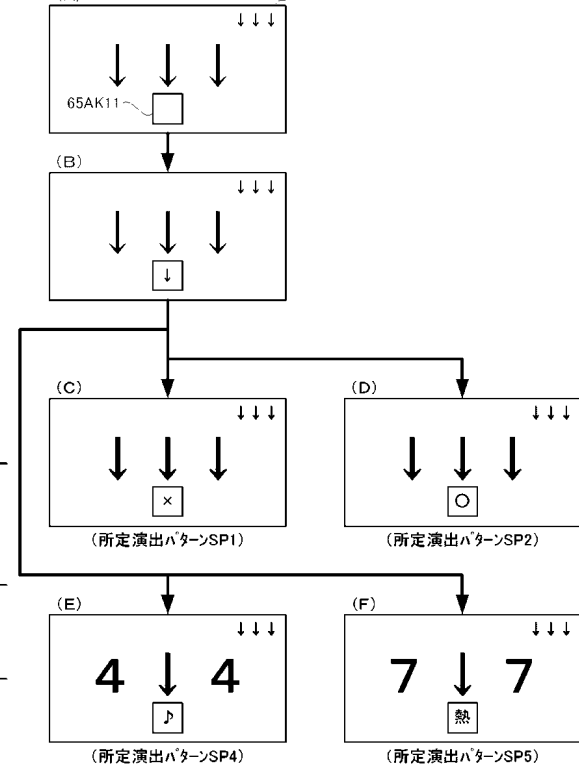 ↓↓↓
↓ ↓ ↓
65AK11
(B)
↓↓↓
↓ ↓ ↓
↓
(C)
↓↓↓
↓ ↓ ↓
×
(所定演出パターンSP1)
(D)
↓↓↓
↓ ↓ ↓
○
(所定演出パターンSP2)
(E)
↓↓↓
4 ↓ 4
♪
(所定演出パターンSP4)
(F)
↓↓↓
7 ↓ 7
熱
(所定演出パターンSP5)